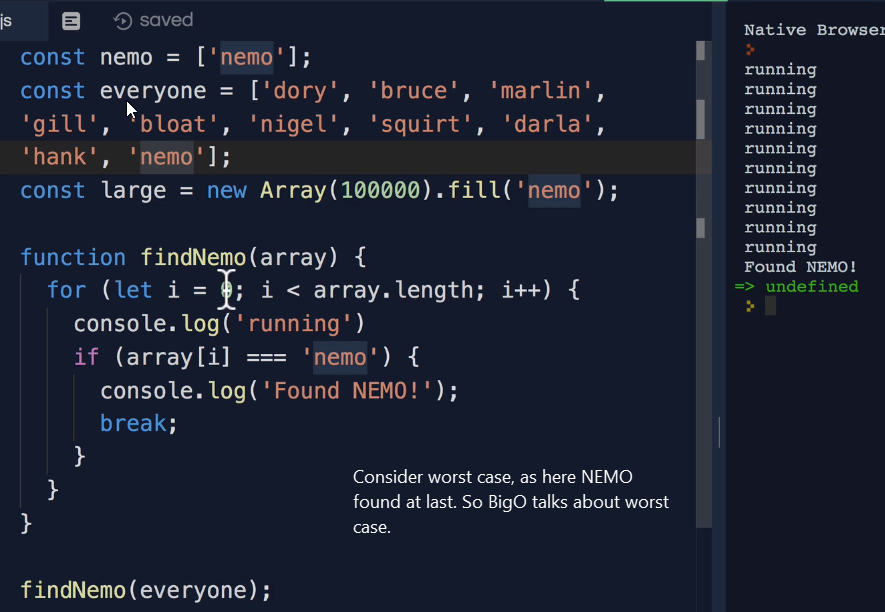 js saved
const nemo = ['nemo'];
const everyone = ['dory', 'bruce', 'marlin',
'gill', 'bloat', 'nigel', 'squirt', 'darla',
'hank', 'nemo'];
const large = new Array(100000).fill('nemo');
function findNemo(array) {
for (let i = 0; i < array.length; i++) {
console.log('running')
if (array[i] === 'nemo') {
console.log('Found NEMO!');
break;
}
}
}
findNemo(everyone);
Consider worst case, as here NEMO
found at last. So BigO talks about worst
case.
Native Browser
running
running
running
running
running
running
running
running
running
running
Found NEMO!
=> undefined